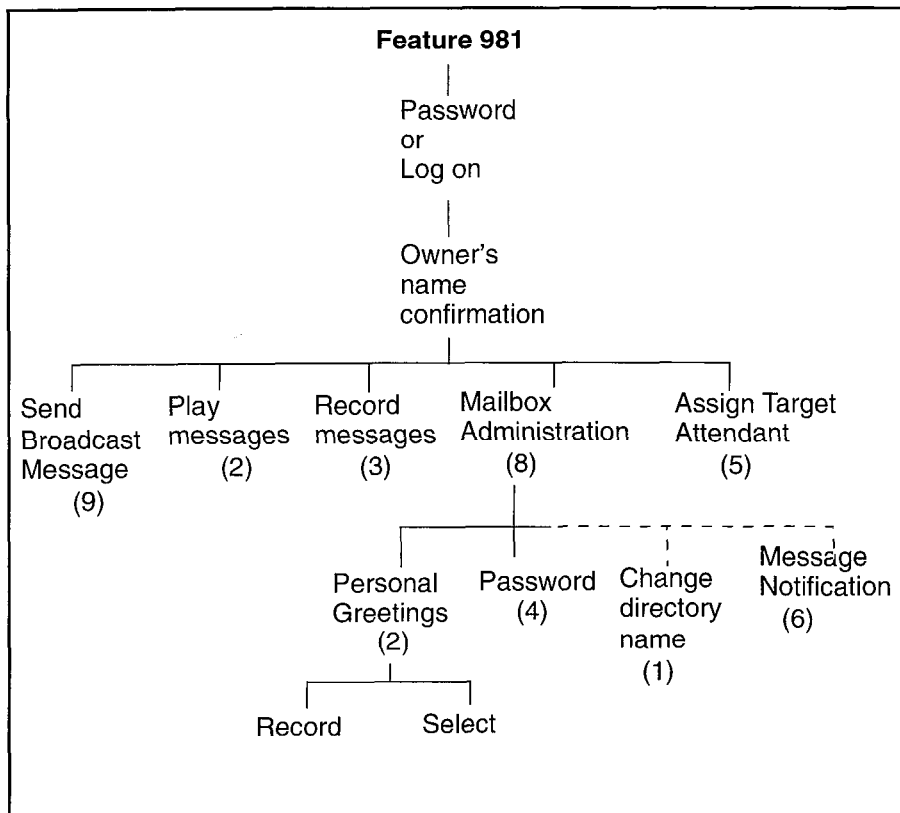 Feature 981
Password
or
Log on
Owner's
name
confirmation
Send
Broadcast
Message
(9)
Play
messages
(2)
Record
messages
(3)
Mailbox
Administration
(8)
Assign Target
Attendant
(5)
Personal
Greetings
(2)
Password
(4)
Change
directory
name
(1)
Message
Notification
(6)
Record
Select